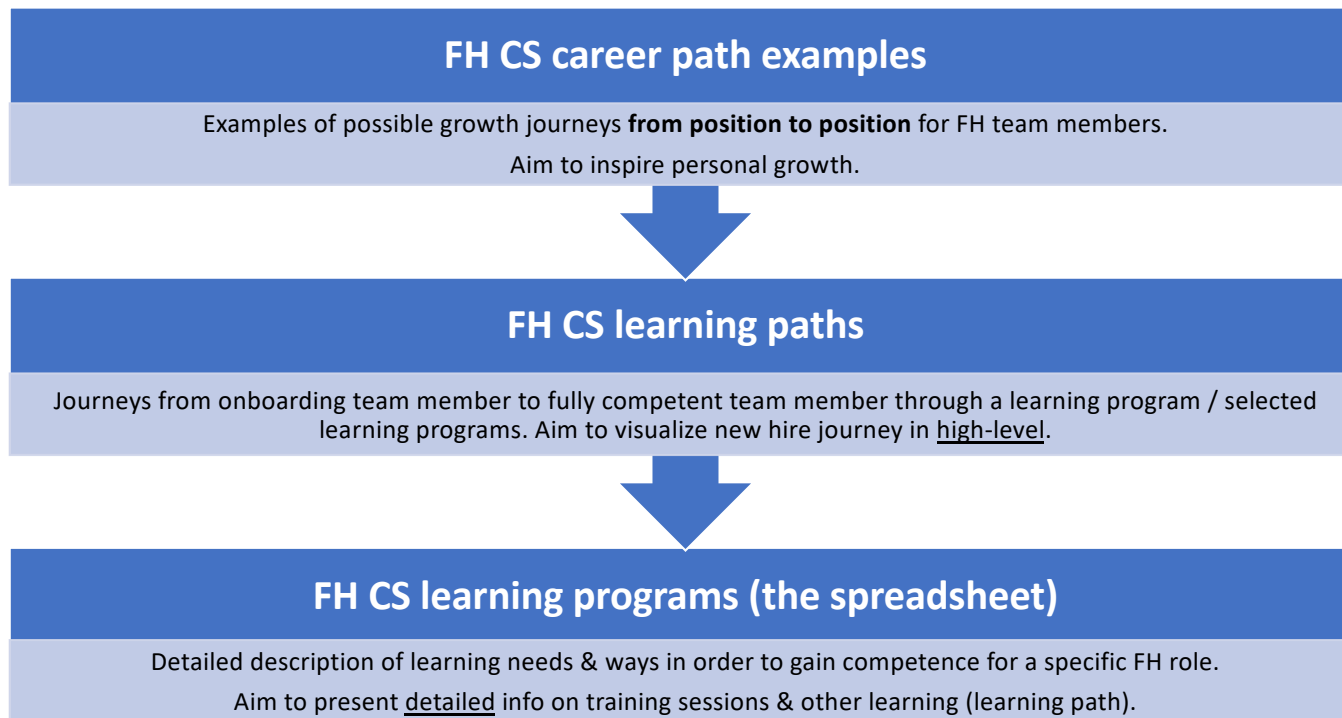 FH CS career path examples
Examples of possible growth journeys from position to position for FH team members.
Aim to inspire personal growth.
FH CS learning paths
Journeys from onboarding team member to fully competent team member through a learning program / selected
learning programs. Aim to visualize new hire journey in high-level.
FH CS learning programs (the spreadsheet)
Detailed description of learning needs & ways in order to gain competence for a specific FH role.
Aim to present detailed info on training sessions & other learning (learning path).